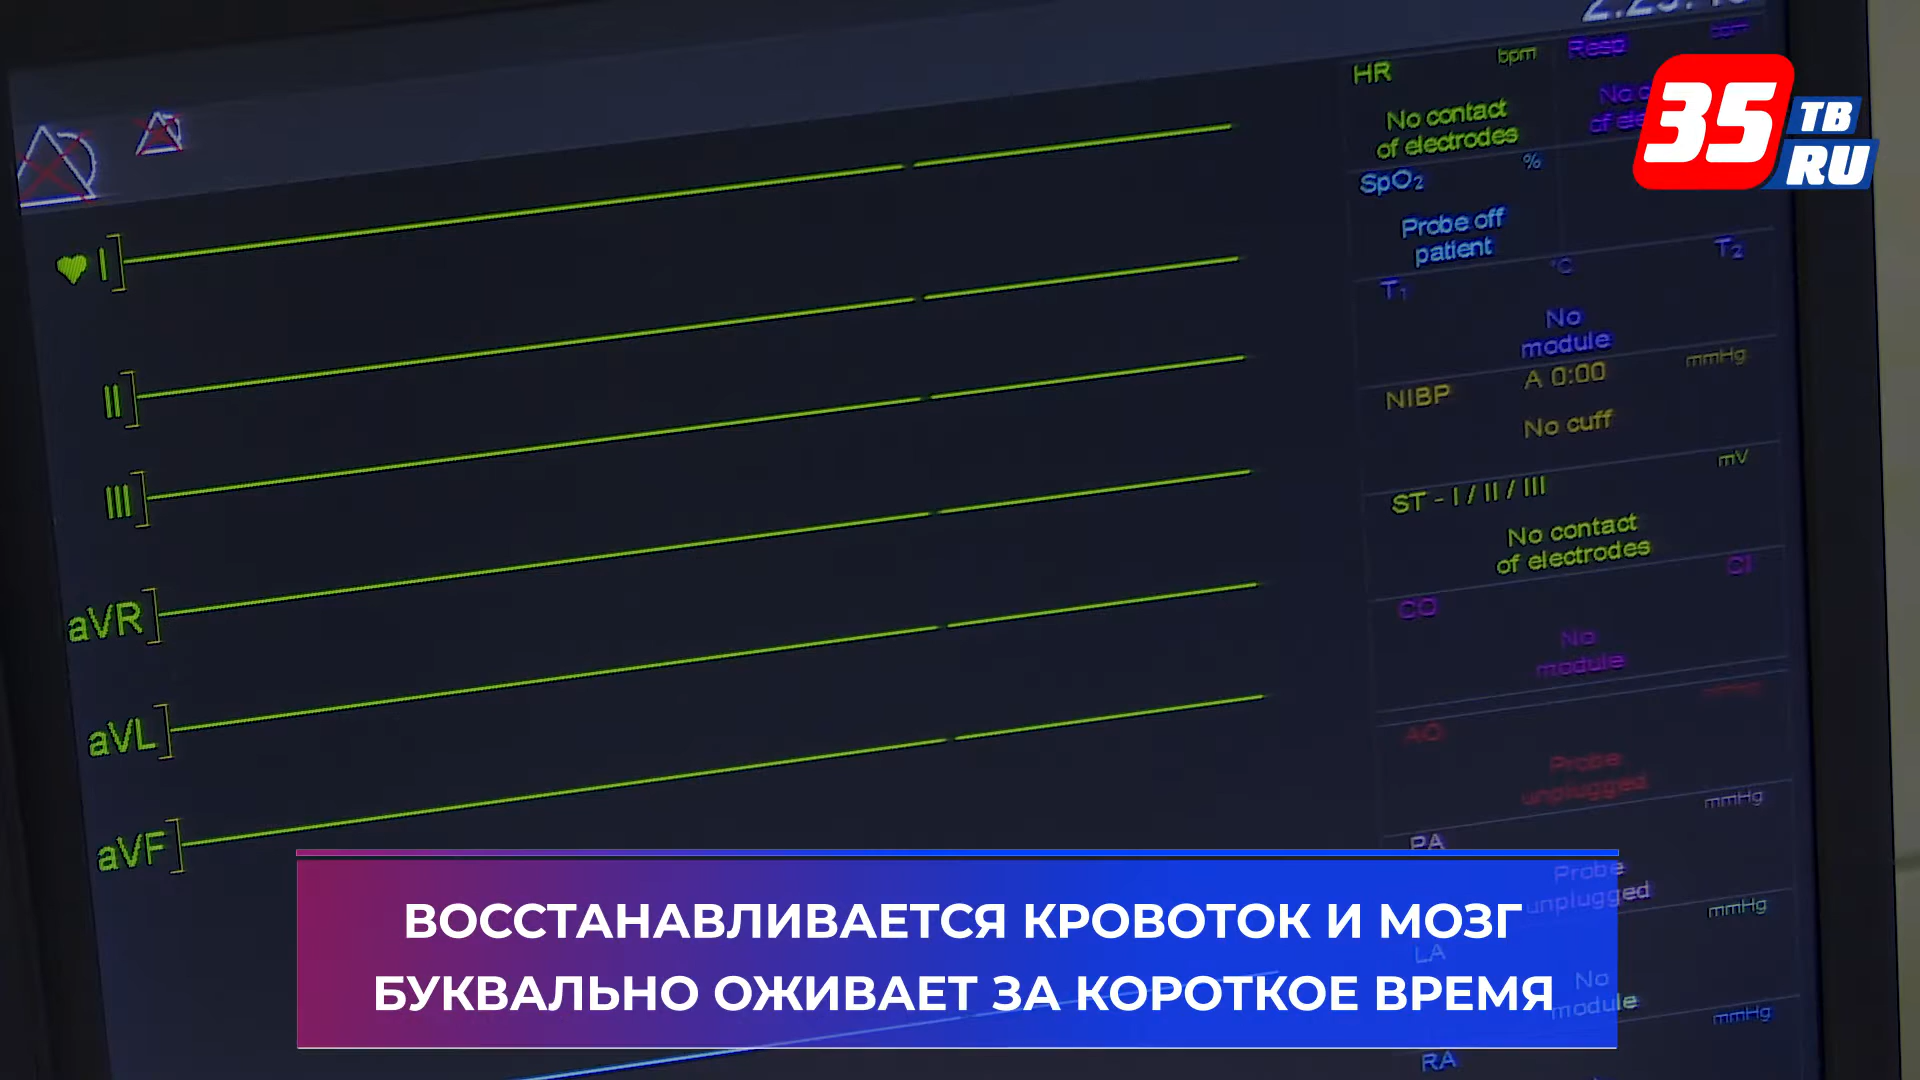 HR
bpm
Resp
No contact
of electrodes
SpO₂
%
Probe off
patient
T₁
°C
T₂
No
module
NIBP
A 0:00
mmHg
No cuff
ST - I / II / III
mV
No contact
of electrodes
CO
CI
No
module
AO
mmHg
Probe
unplugged
PA
mmHg
Probe
unplugged
LA
mmHg
No
module
RA
mmHg
I
II
III
aVR
aVL
aVF
35
ТВ
RU
ВОССТАНАВЛИВАЕТСЯ КРОВОТОК И МОЗГ
БУКВАЛЬНО ОЖИВАЕТ ЗА КОРОТКОЕ ВРЕМЯ